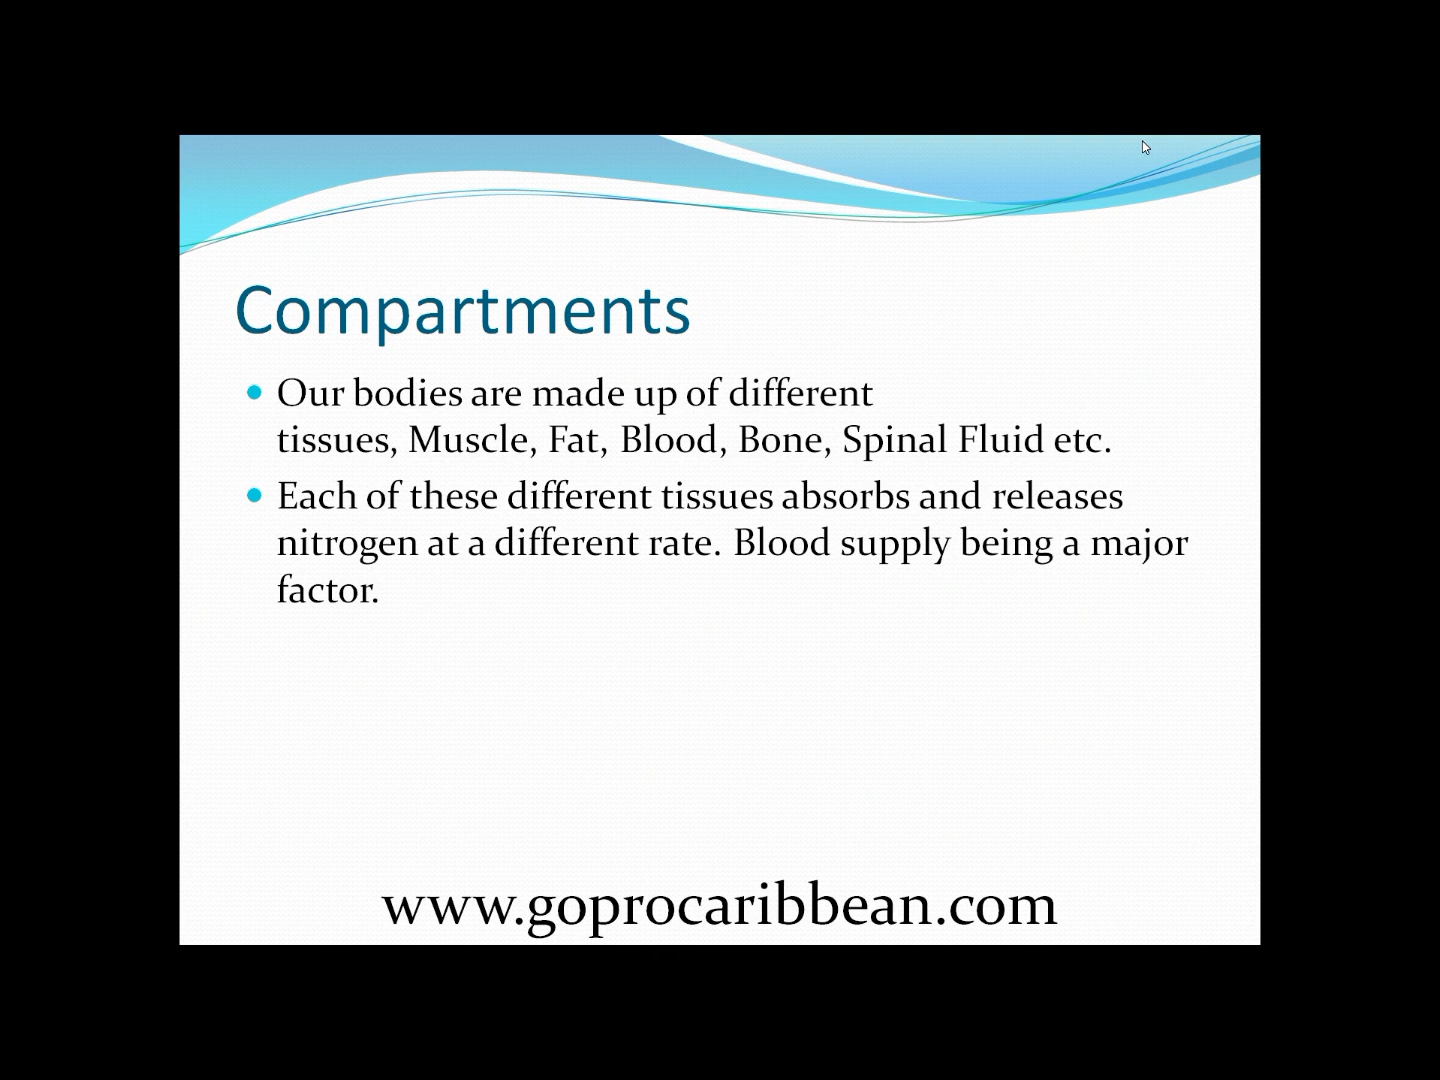 Compartments
Our bodies are made up of different
tissues, Muscle, Fat, Blood, Bone, Spinal Fluid etc.
Each of these different tissues absorbs and releases
nitrogen at a different rate. Blood supply being a major
factor.
www.goprocaribbean.com